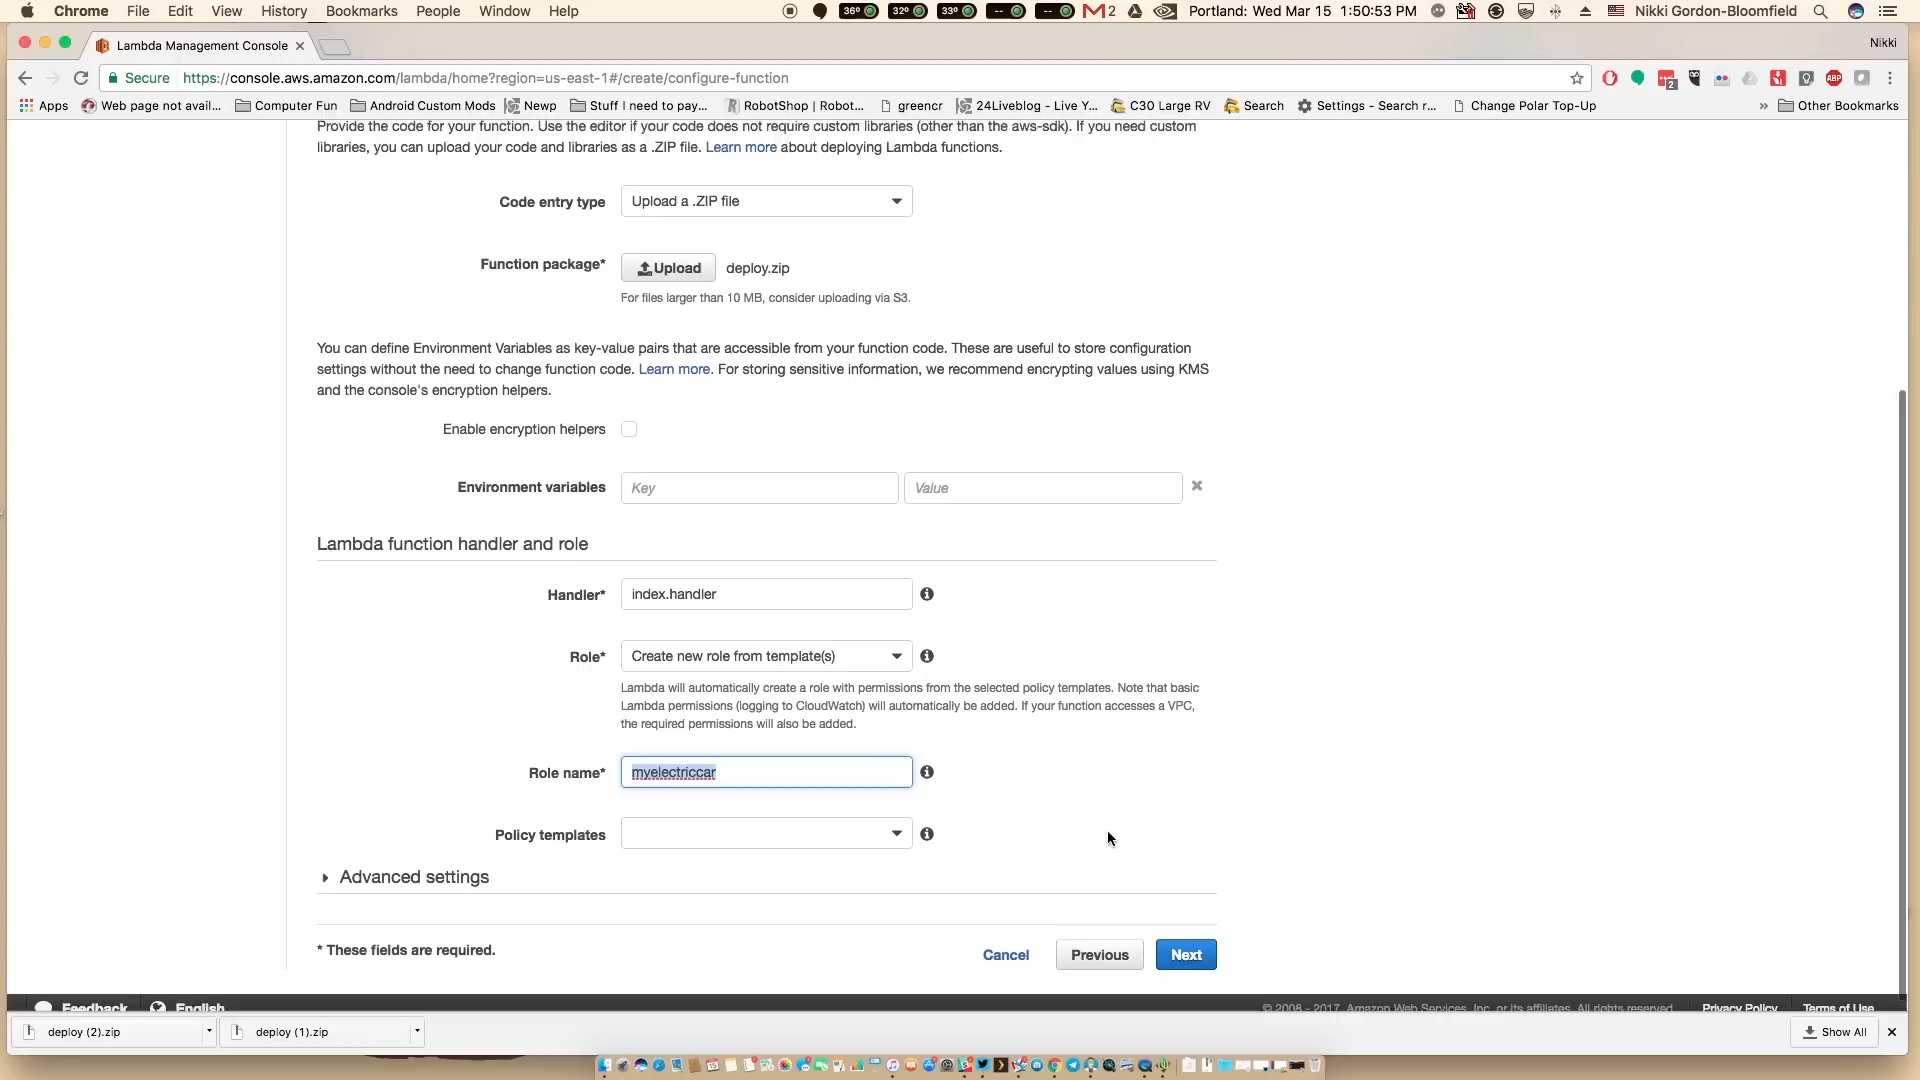 Chrome File Edit View History Bookmarks People Window Help 36º 32º 33º -- -- 2 Portland: Wed Mar 15 1:50:53 PM Nikki Gordon-Bloomfield
Lambda Management Console Nikki
Secure https://console.aws.amazon.com/lambda/home?region=us-east-1#/create/configure-function ABP 2
Apps Web page not avail... Computer Fun Android Custom Mods Newp Stuff I need to pay... RobotShop | Robot... greencr 24Liveblog - Live Y... C30 Large RV Search Settings - Search r... Change Polar Top-Up » Other Bookmarks
Provide the code for your function. Use the editor if your code does not require custom libraries (other than the aws-sdk). If you need custom
libraries, you can upload your code and libraries as a .ZIP file. Learn more about deploying Lambda functions.
Code entry type Upload a .ZIP file
Function package* Upload deploy.zip
For files larger than 10 MB, consider uploading via S3.
You can define Environment Variables as key-value pairs that are accessible from your function code. These are useful to store configuration
settings without the need to change function code. Learn more. For storing sensitive information, we recommend encrypting values using KMS
and the console's encryption helpers.
Enable encryption helpers
Environment variables Key Value
Lambda function handler and role
Handler* index.handler
Role* Create new role from template(s)
Lambda will automatically create a role with permissions from the selected policy templates. Note that basic
Lambda permissions (logging to CloudWatch) will automatically be added. If your function accesses a VPC,
the required permissions will also be added.
Role name* myelectriccar
Policy templates
Advanced settings
* These fields are required. Cancel Previous Next
Feedback English © 2008 - 2017, Amazon Web Services, Inc. or its affiliates. All rights reserved. Privacy Policy Terms of Use
deploy (2).zip deploy (1).zip Show All